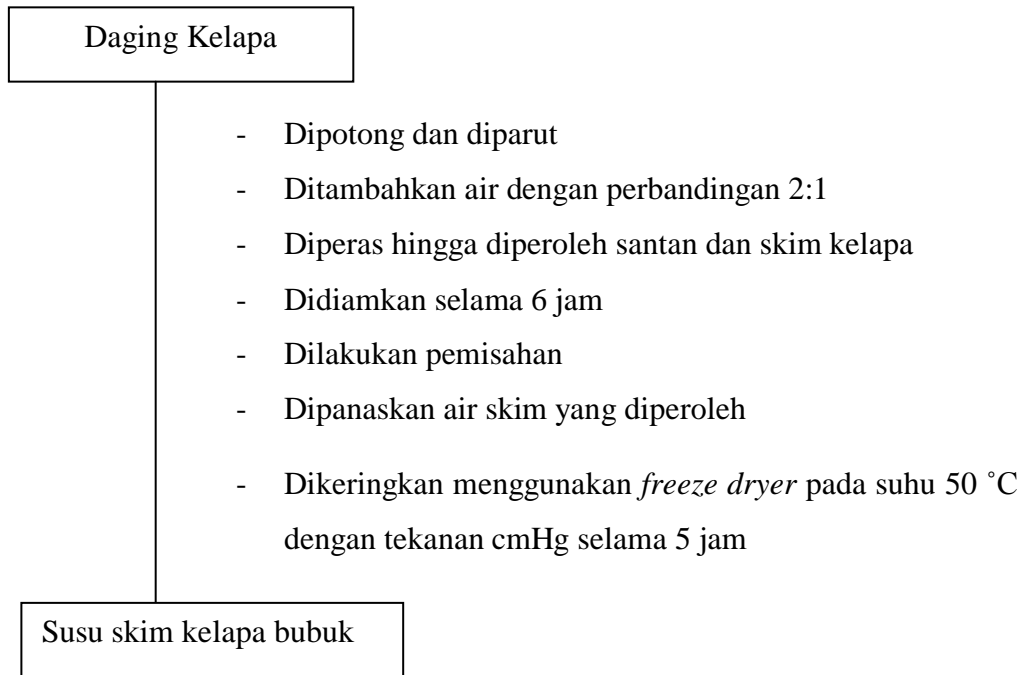 Daging Kelapa
- Dipotong dan diparut
- Ditambahkan air dengan perbandingan 2:1
- Diperas hingga diperoleh santan dan skim kelapa
- Didiamkan selama 6 jam
- Dilakukan pemisahan
- Dipanaskan air skim yang diperoleh
- Dikeringkan menggunakan freeze dryer pada suhu 50 ˚C
dengan tekanan cmHg selama 5 jam
Susu skim kelapa bubuk